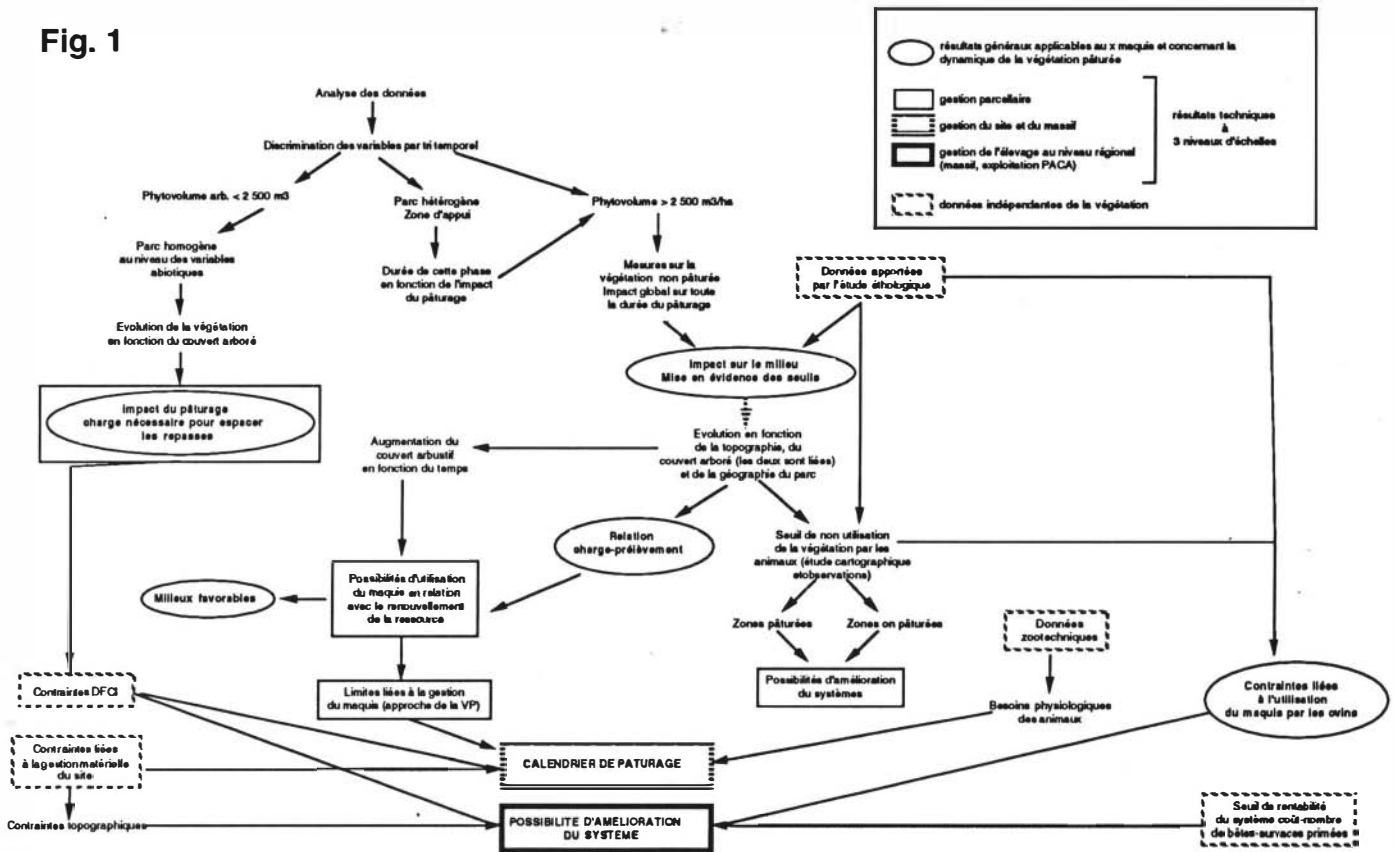 Fig. 1
résultats généraux applicables au x maquis et concernant la
dynamique de la végétation pâturée
gestion parcellaire
gestion du site et du massif
gestion de l'élevage au niveau régional
(massif, exploitation PACA)
résultats techniques
à
3 niveaux d'échelles
données indépendantes de la végétation
Analyse des données
Discrimination des variables par tri temporel
Phytovolume arb. < 2 500 m3
Parc hétérogène
Zone d'appui
Phytovolume > 2 500 m3/ha
Parc homogène
au niveau des variables
abiotiques
Durée de cette phase
en fonction de l'impact
du pâturage
Mesures sur la
végétation non pâturée
Impact global sur toute
la durée du pâturage
Données apportées
par l'étude éthologique
Evolution de la végétation
en fonction du couvert arboré
Impact sur le milieu
Mise en évidence des seuils
Impact du pâturage
charge nécessaire pour espacer
les repasses
Augmentation du
couvert arbustif
en fonction du temps
Evolution en fonction
de la topographie, du
couvert arboré (les deux sont liées)
et de la géographie du parc
Relation
charge-prélèvement
Seuil de non utilisation
de la végétation par les
animaux (étude cartographique
etobservations)
Milieux favorables
Possibilités d'utilisation
du maquis en relation
avec le renouvellement
de la ressource
Zones pâturées
Zones on pâturées
Données
zootechniques
Contraintes DFCI
Limites liées à la gestion
du maquis (approche de la VP)
Possibilités d'amélioration
du systèmes
Besoins physiologiques
des animaux
Contraintes liées
à l'utilisation
du maquis par les ovins
Contraintes liées
à la gestion matérielle
du site
CALENDRIER DE PATURAGE
Contraintes topographiques
POSSIBILITE D'AMELIORATION
DU SYSTEME
Seuil de rentabilité
du système coût-nombre
de bêtes-survaces primées